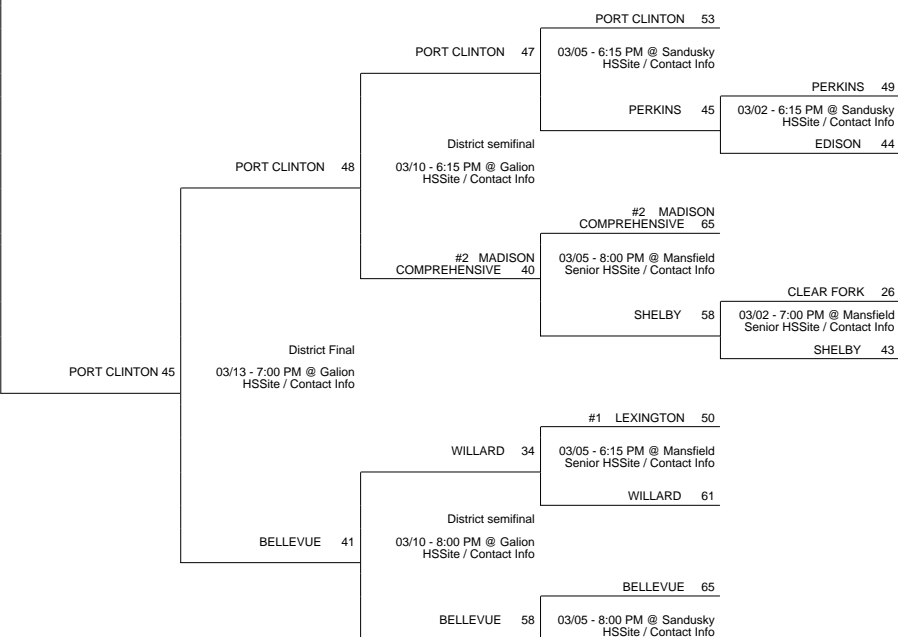 PORT CLINTON 53
PORT CLINTON 47
03/05 - 6:15 PM @ Sandusky
HSSite / Contact Info
PERKINS 49
PERKINS 45
03/02 - 6:15 PM @ Sandusky
HSSite / Contact Info
EDISON 44
District semifinal
PORT CLINTON 48
03/10 - 6:15 PM @ Galion
HSSite / Contact Info
#2 MADISON
COMPREHENSIVE 65
#2 MADISON
COMPREHENSIVE 40
03/05 - 8:00 PM @ Mansfield
Senior HSSite / Contact Info
CLEAR FORK 26
SHELBY 58
03/02 - 7:00 PM @ Mansfield
Senior HSSite / Contact Info
SHELBY 43
District Final
PORT CLINTON 45
03/13 - 7:00 PM @ Galion
HSSite / Contact Info
#1 LEXINGTON 50
WILLARD 34
03/05 - 6:15 PM @ Mansfield
Senior HSSite / Contact Info
WILLARD 61
District semifinal
BELLEVUE 41
03/10 - 8:00 PM @ Galion
HSSite / Contact Info
BELLEVUE 65
BELLEVUE 58
03/05 - 8:00 PM @ Sandusky
HSSite / Contact Info